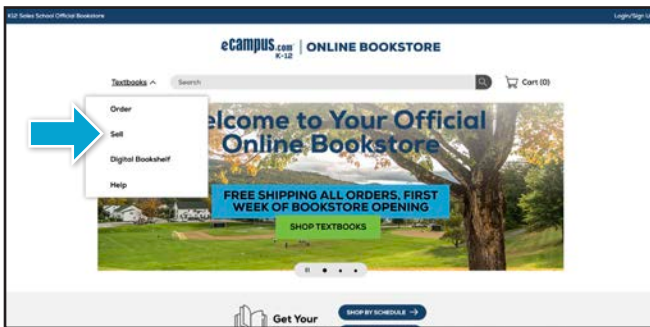 K12 Sales School Official Bookstore
Login/Sign U
eCampus.com | ONLINE BOOKSTORE
K-12
Textbooks
Search
Cart (0)
Order
Sell
Digital Bookshelf
Help
elcome to Your Official
Online Bookstore
FREE SHIPPING ALL ORDERS, FIRST
WEEK OF BOOKSTORE OPENING
SHOP TEXTBOOKS
Get Your
SHOP BY SCHEDULE →